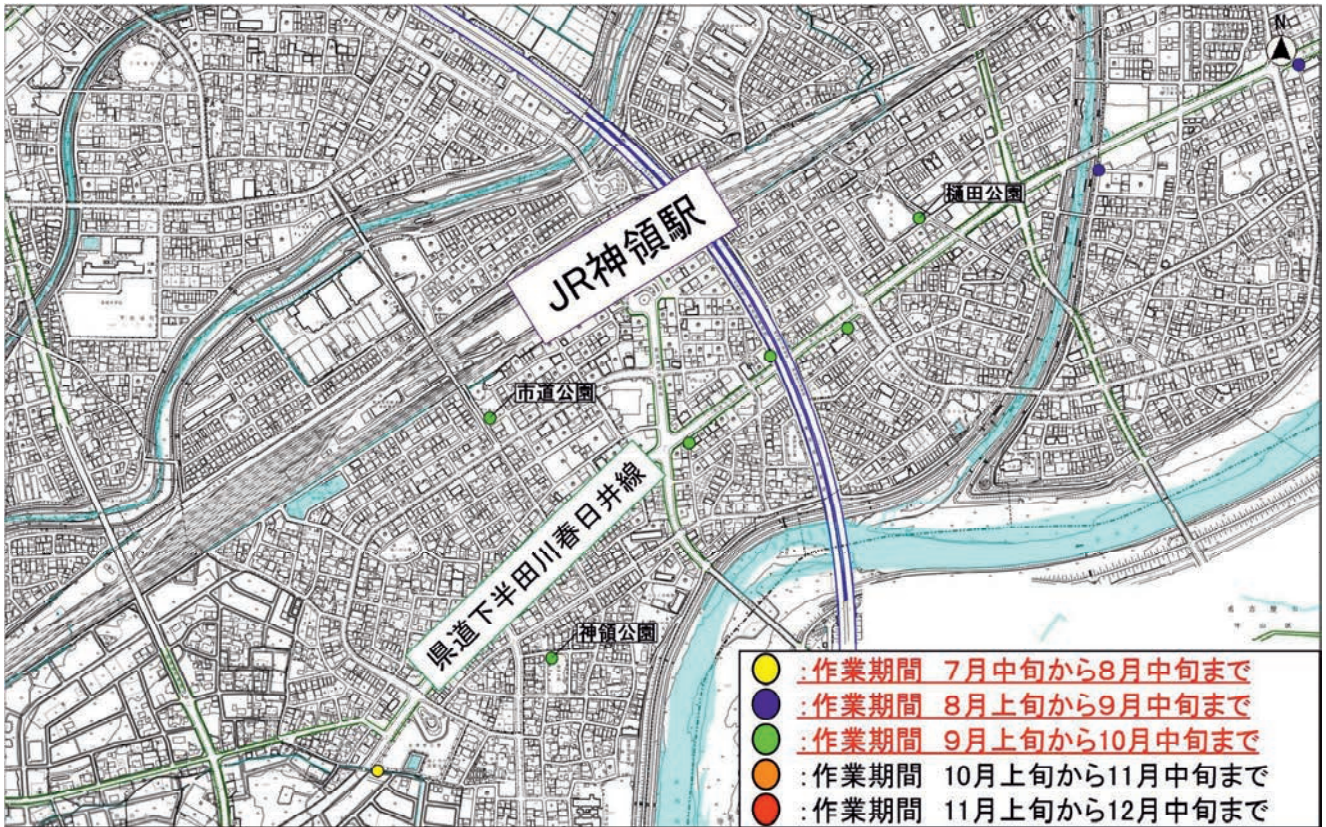 N
樋田公園
JR神領駅
市道公園
県道下半田川春日井線
神領公園
:作業期間 7月中旬から8月中旬まで
:作業期間 8月上旬から9月中旬まで
:作業期間 9月上旬から10月中旬まで
:作業期間 10月上旬から11月中旬まで
:作業期間 11月上旬から12月中旬まで